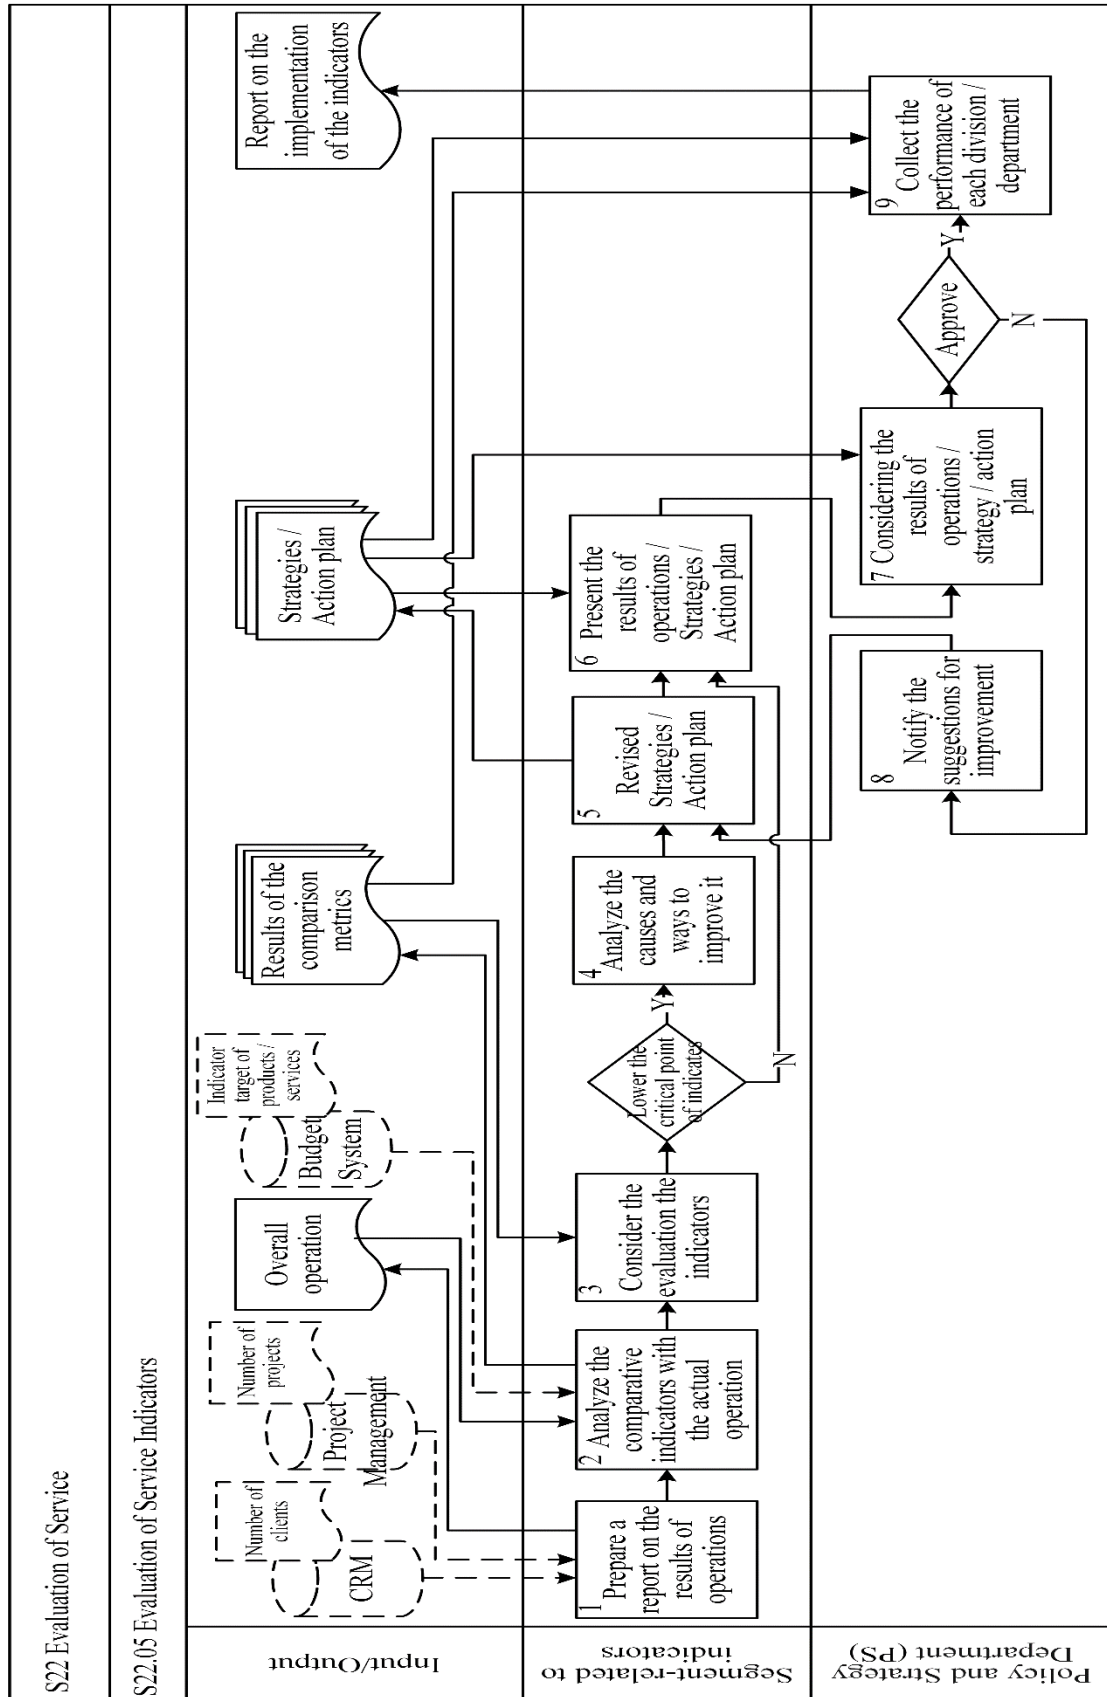 S22 Evaluation of Service
S22.05 Evaluation of Service Indicators
Input/Output
Number of
clients
CRM
Number of
projects
Project
Management
Overall
operation
Indicator
target of
products /
services
Budget
System
Results of the
comparison
metrics
Strategies /
Action plan
Report on the
implementation
of the indicators
Segment-related to
indicators
1
Prepare a
report on the
results of
operations
2 Analyze the
comparative
indicators with
the actual
operation
3
Consider the
evaluation the
indicators
Lower the
critical point
of indicates
Y
N
4
Analyze the
causes and
ways to
improve it
5
Revised
Strategies /
Action plan
6 Present the
results of
operations /
Strategies /
Action plan
Policy and Strategy
Department (PS)
7 Considering the
results of
operations /
strategy / action
plan
8
Notify the
suggestions for
improvement
Approve
Y
N
9
Collect the
performance of
each division /
department